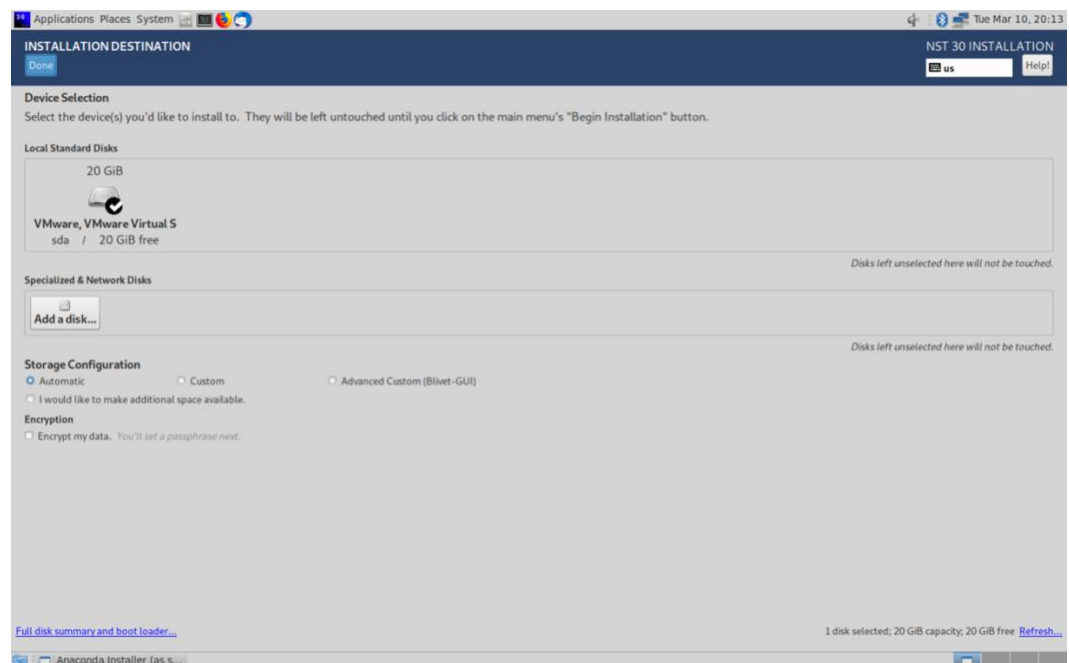 30 Applications Places System Tue Mar 10, 20:13
INSTALLATION DESTINATION NST 30 INSTALLATION
Done us Help!
Device Selection
Select the device(s) you'd like to install to. They will be left untouched until you click on the main menu's "Begin Installation" button.
Local Standard Disks
20 GiB
VMware, VMware Virtual S
sda / 20 GiB free
Disks left unselected here will not be touched.
Specialized & Network Disks
Add a disk...
Disks left unselected here will not be touched.
Storage Configuration
Automatic Custom Advanced Custom (Blivet-GUI)
I would like to make additional space available.
Encryption
Encrypt my data. You'll set a passphrase next.
Full disk summary and boot loader... 1 disk selected; 20 GiB capacity; 20 GiB free Refresh...
Anaconda Installer (as s...